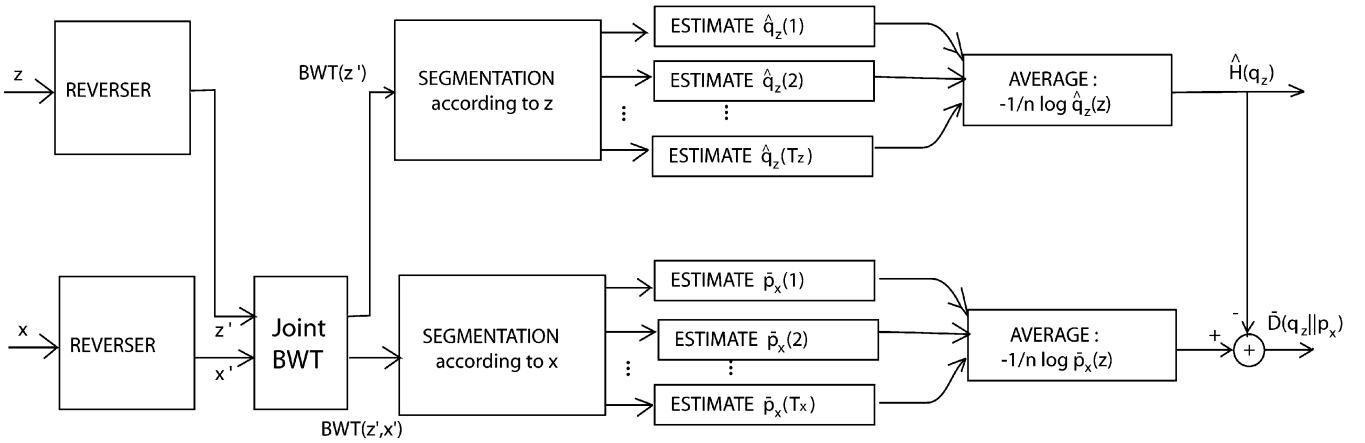 z
REVERSER
BWT(z')
SEGMENTATION
according to z
ESTIMATE q̂z(1)
ESTIMATE q̂z(2)
ESTIMATE q̂z(Tz)
AVERAGE :
-1/n log q̂z(z)
Ĥ(qz)
x
REVERSER
z'
x'
Joint
BWT
BWT(z',x')
SEGMENTATION
according to x
ESTIMATE p̄x(1)
ESTIMATE p̄x(2)
ESTIMATE p̄x(Tx)
AVERAGE :
-1/n log p̄x(z)
-
+
+
D̄(qz||px)